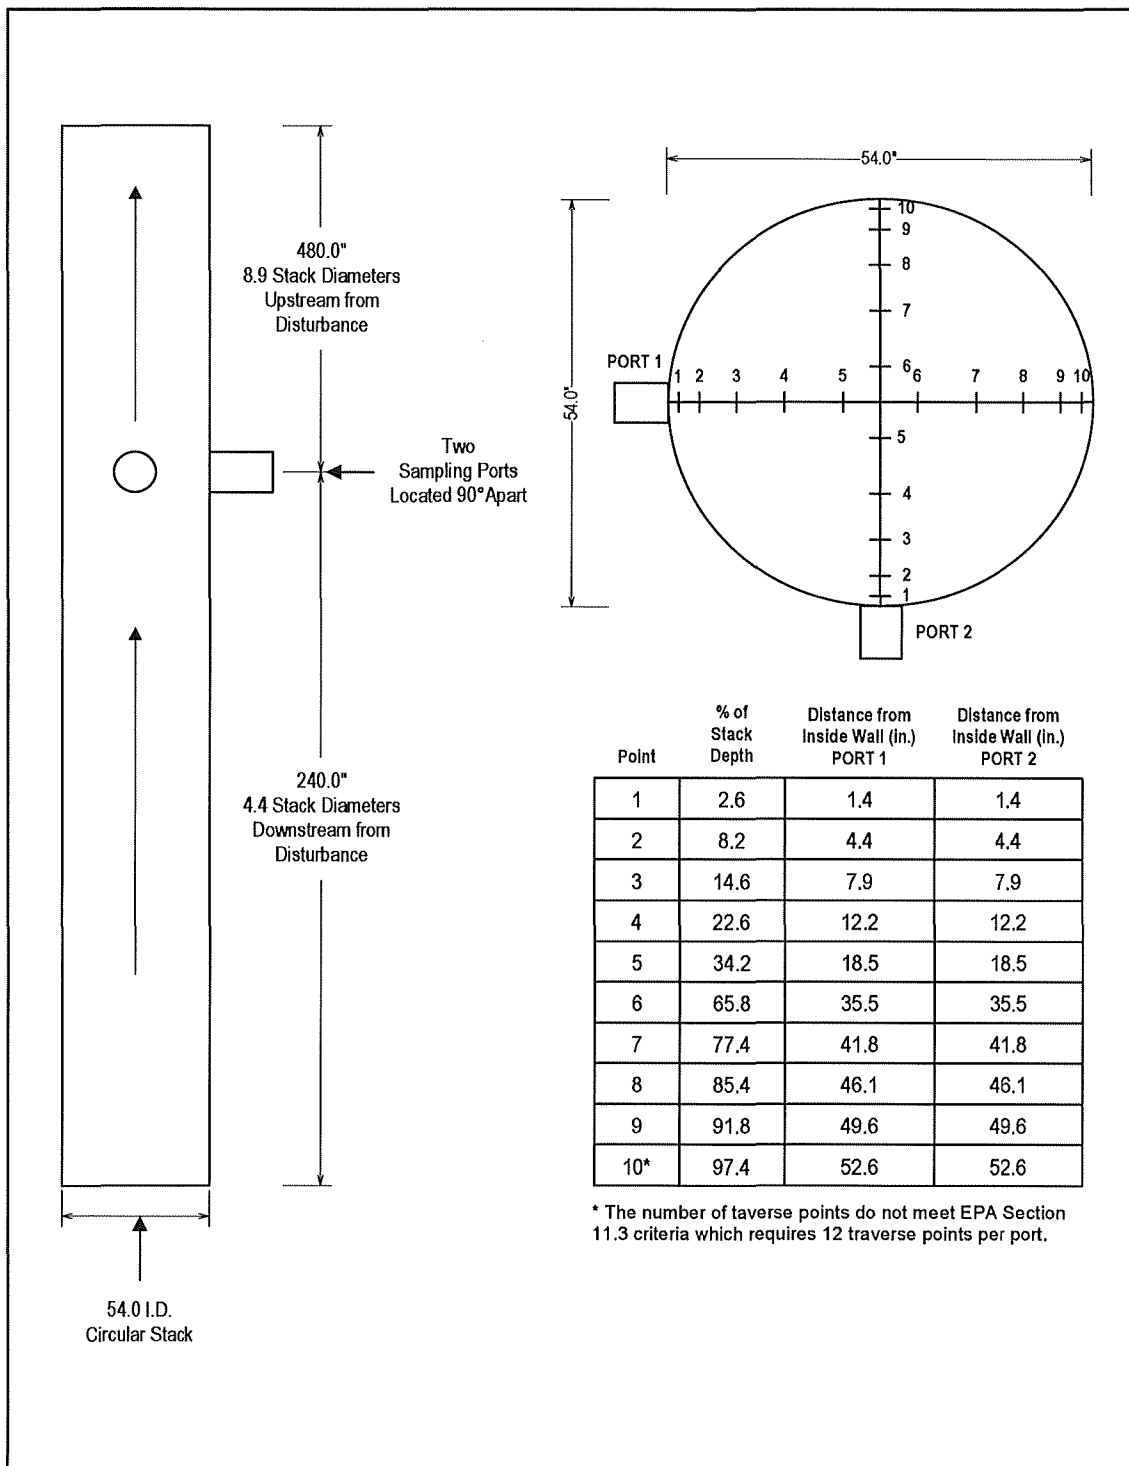 480.0"
8.9 Stack Diameters
Upstream from
Disturbance
Two
Sampling Ports
Located 90°Apart
240.0"
4.4 Stack Diameters
Downstream from
Disturbance
54.0 I.D.
Circular Stack
54.0"
54.0"
10
9
8
7
6
5
4
3
2
1
PORT 1
1 2 3 4 5 6 7 8 9 10
PORT 2
Point % of Stack Depth Distance from Inside Wall (in.) PORT 1 Distance from Inside Wall (in.) PORT 2
1 2.6 1.4 1.4
2 8.2 4.4 4.4
3 14.6 7.9 7.9
4 22.6 12.2 12.2
5 34.2 18.5 18.5
6 65.8 35.5 35.5
7 77.4 41.8 41.8
8 85.4 46.1 46.1
9 91.8 49.6 49.6
10* 97.4 52.6 52.6
* The number of taverse points do not meet EPA Section
11.3 criteria which requires 12 traverse points per port.